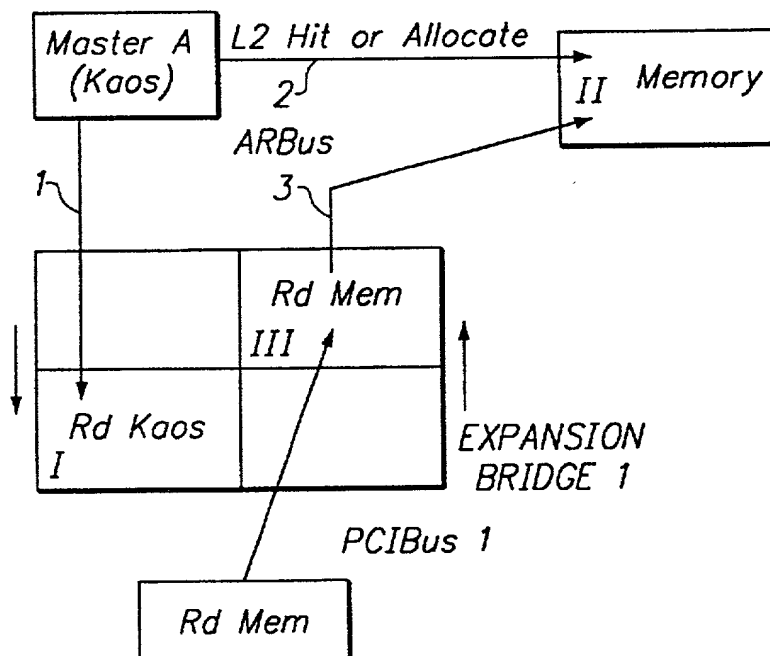 Master A
(Kaos)
L2 Hit or Allocate
2
II
Memory
ARBus
1
3
Rd Mem
III
Rd Kaos
I
EXPANSION
BRIDGE 1
PCIBus 1
Rd Mem